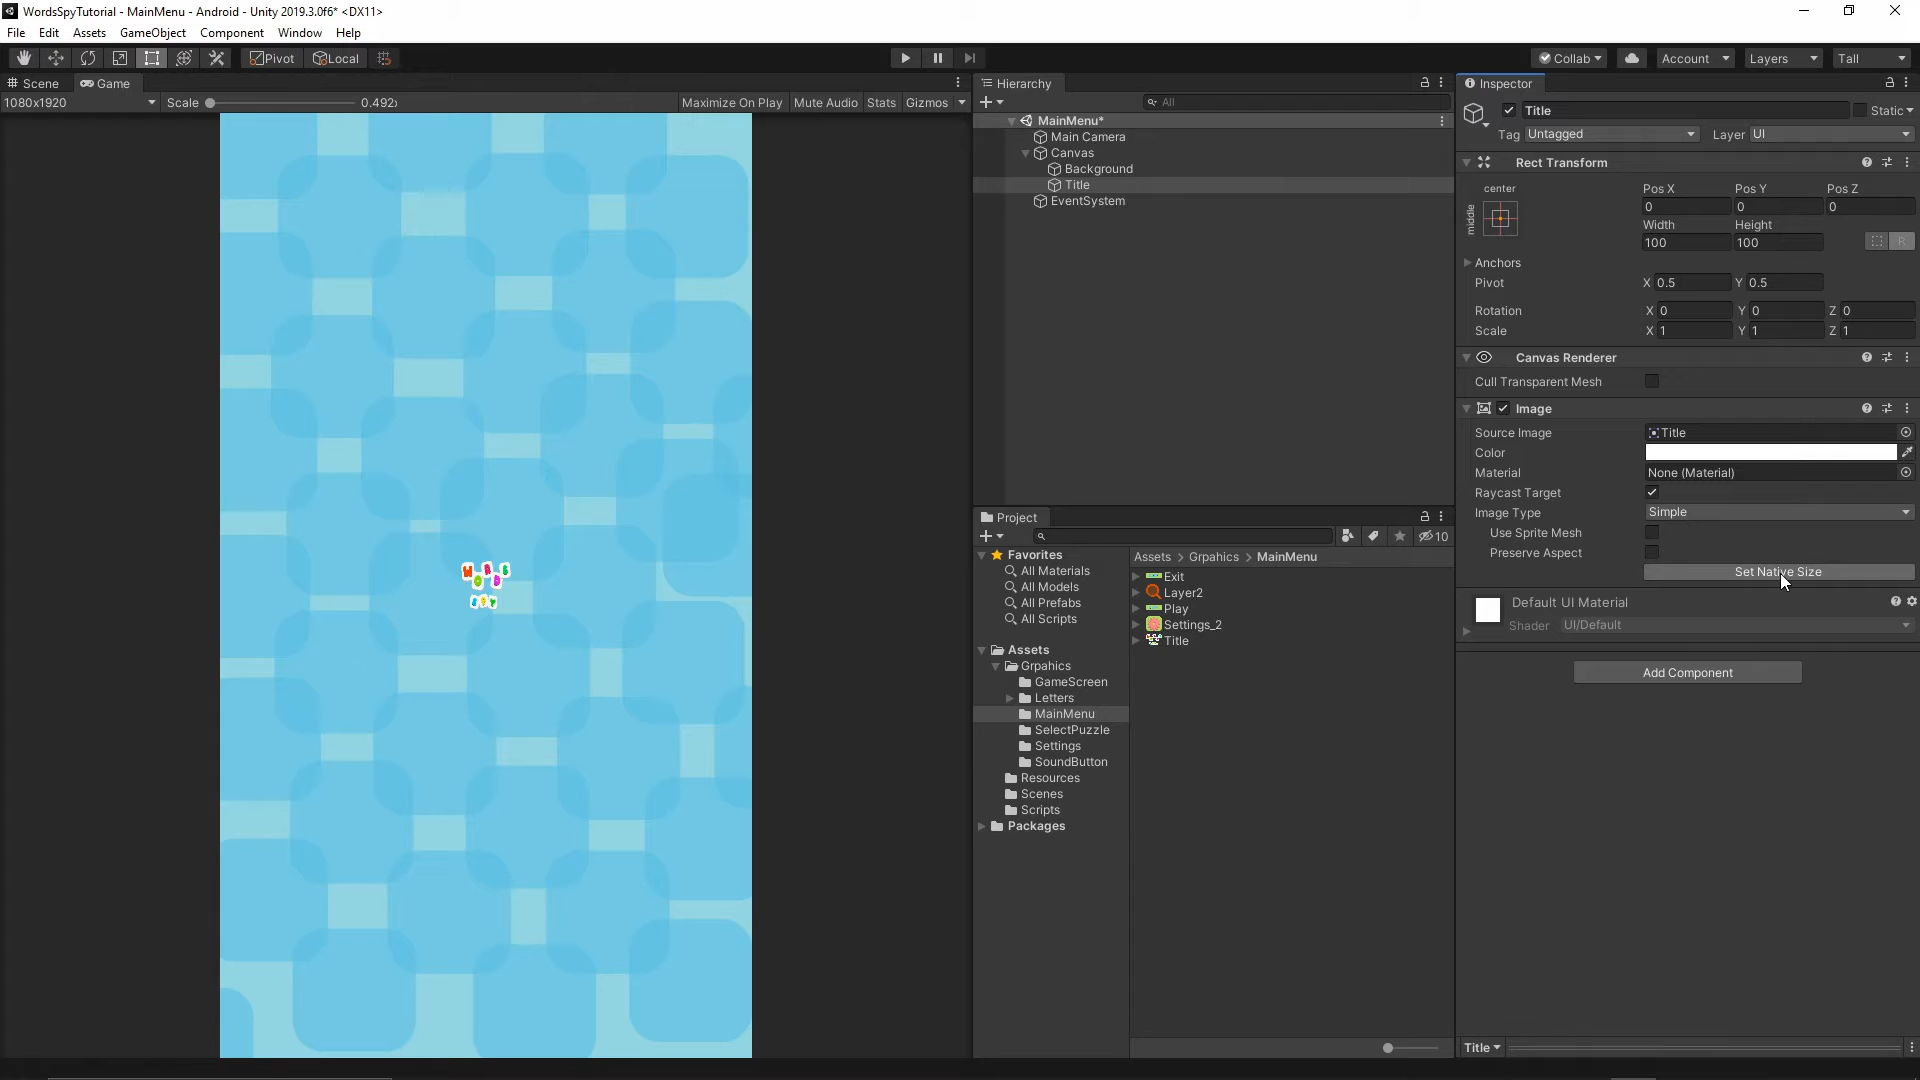 WordsSpyTutorial - MainMenu - Android - Unity 2019.3.0f6* <DX11>
File Edit Assets GameObject Component Window Help
Pivot Local Collab Account Layers Tall
Scene Game
1080x1920 Scale 0.492x Maximize On Play Mute Audio Stats Gizmos
WORDS
SPY
Hierarchy
All
MainMenu*
Main Camera
Canvas
Background
Title
EventSystem
Project
10
Favorites
All Materials
All Models
All Prefabs
All Scripts
Assets
Grpahics
GameScreen
Letters
MainMenu
SelectPuzzle
Settings
SoundButton
Resources
Scenes
Scripts
Packages
Assets > Grpahics > MainMenu
Exit
Layer2
Play
Settings_2
Title
Inspector
Title Static
Tag Untagged Layer UI
Rect Transform
center
middle
Pos X Pos Y Pos Z
0 0 0
Width Height
100 100
R
Anchors
Pivot X 0.5 Y 0.5
Rotation X 0 Y 0 Z 0
Scale X 1 Y 1 Z 1
Canvas Renderer
Cull Transparent Mesh
Image
Source Image Title
Color
Material None (Material)
Raycast Target
Image Type Simple
Use Sprite Mesh
Preserve Aspect
Set Native Size
Default UI Material
Shader UI/Default
Add Component
Title